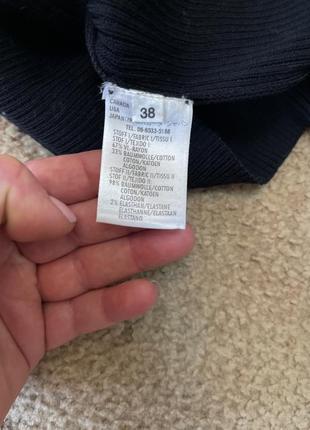 CANADA
USA
JAPAN
38
TEL.
STOFF I/FABRIC I/TISSU I
STOF I/TEJIDO I:
67% VI.-RAYON
33% BAUMWOLLE/COTTON
COTTON/KATOEN
ALGODON
STOFF II/FABRIC II/TISSU II
STOF II/TEJIDO II:
98% BAUMWOLLE/COTTON
COTTON/KATOEN
ALGODON
2% ELASTHAN/ELASTANE
ELASTHANNE/ELASTAAN
ELASTANO